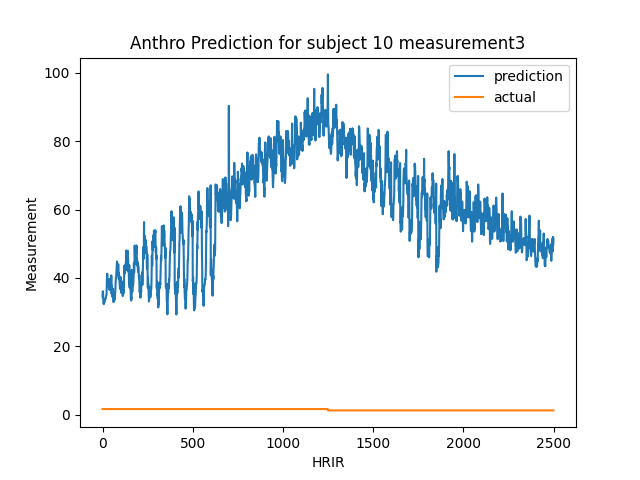 Anthro Prediction for subject 10 measurement3
prediction
actual
100
80
60
40
20
0
Measurement
0 500 1000 1500 2000 2500
HRIR